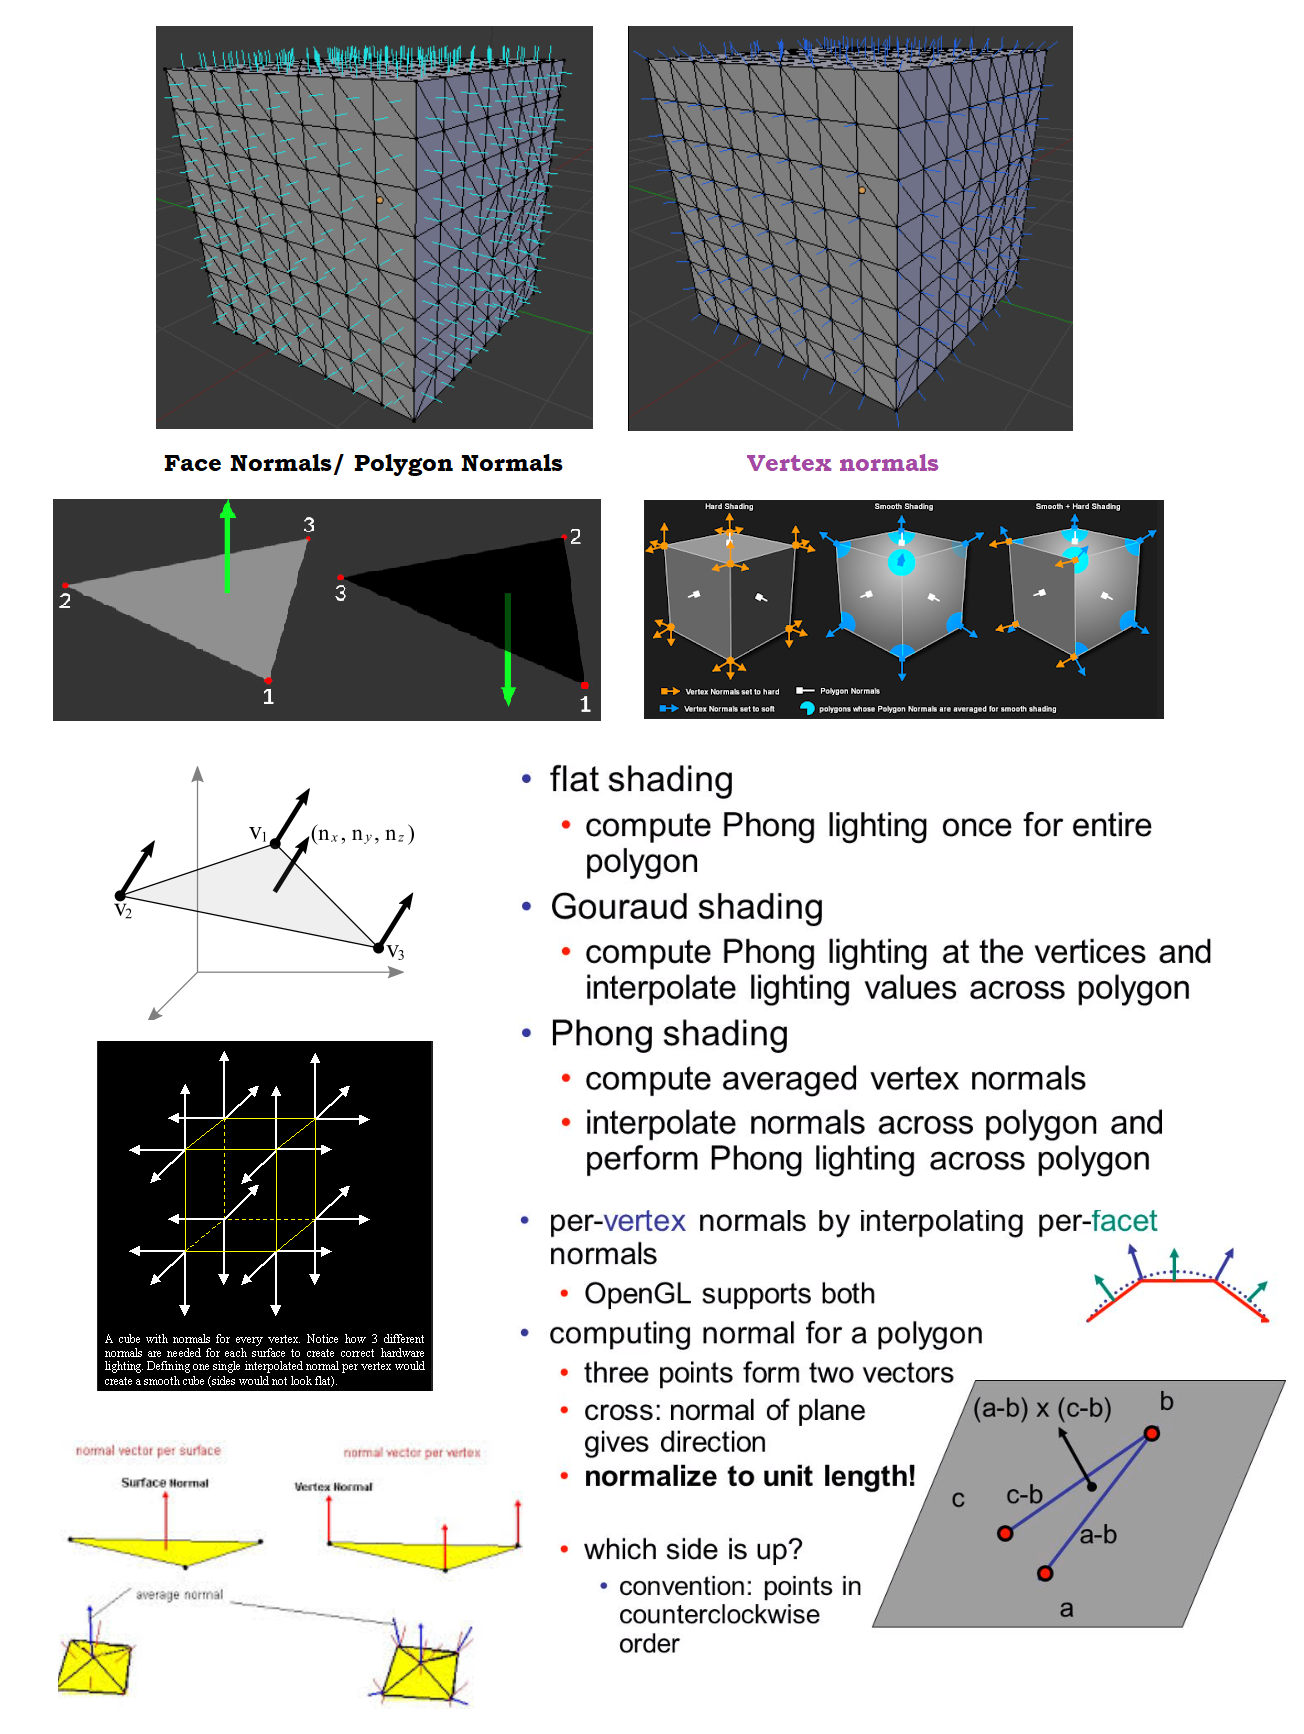 Face Normals/ Polygon Normals
Vertex normals
3
2
1
2
3
1
Hard Shading
Smooth Shading
Smooth + Hard Shading
Vertex Normals set to hard
Polygon Normals
Vertex Normals set to soft
polygons whose Polygon Normals are averaged for smooth shading
v1
(nx, ny, nz)
v2
v3
• flat shading
• compute Phong lighting once for entire
polygon
• Gouraud shading
• compute Phong lighting at the vertices and
interpolate lighting values across polygon
• Phong shading
• compute averaged vertex normals
• interpolate normals across polygon and
perform Phong lighting across polygon
A cube with normals for every vertex. Notice how 3 different
normals are needed for each surface to create correct hardware
lighting. Defining one single interpolated normal per vertex would
create a smooth cube (sides would not look flat).
• per-vertex normals by interpolating per-facet
normals
• OpenGL supports both
• computing normal for a polygon
• three points form two vectors
• cross: normal of plane
gives direction
• normalize to unit length!
• which side is up?
• convention: points in
counterclockwise
order
(a-b) x (c-b)
b
c
c-b
a-b
a
normal vector per surface
normal vector per vertex
Surface Normal
Vertex Normal
average normal